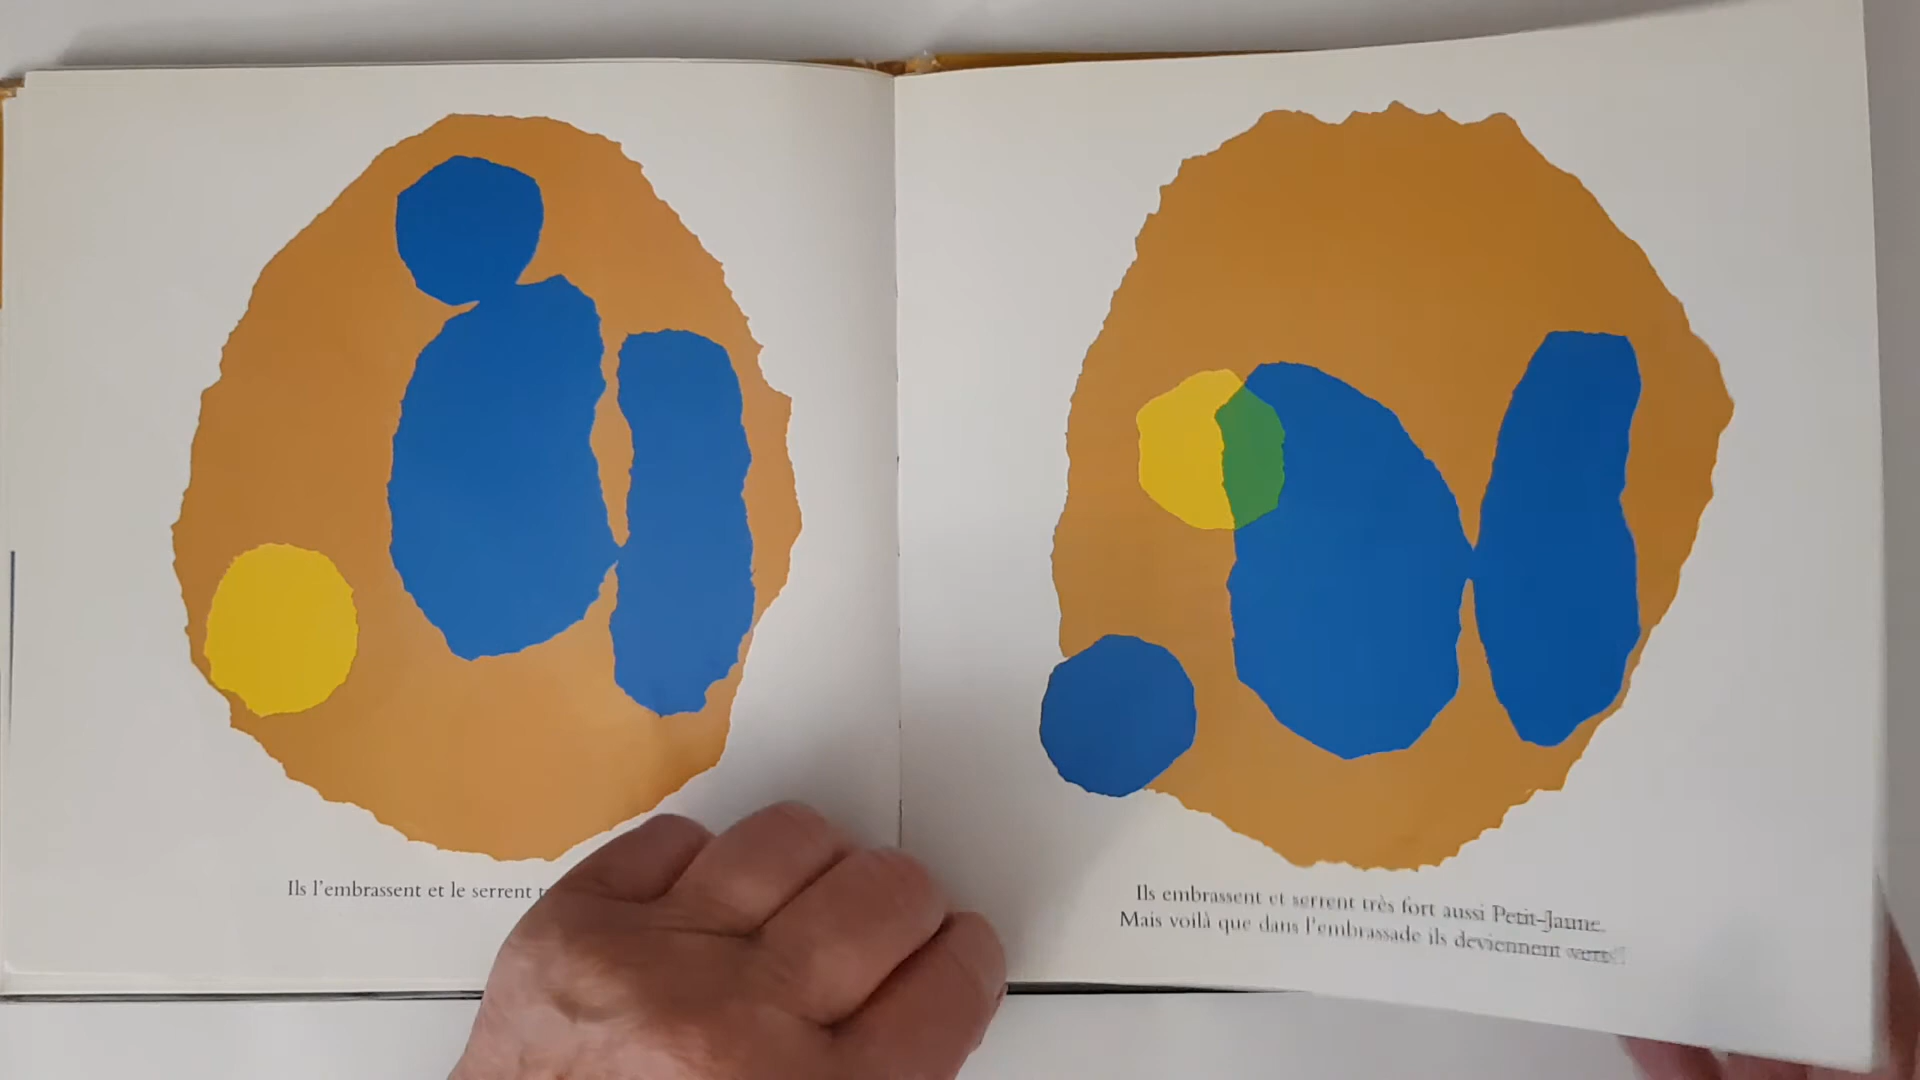 Ils l'embrassent et le serrent
Ils embrassent et serrent très fort aussi Petit-Jaune.
Mais voilà que dans l'embrassade ils deviennent verts